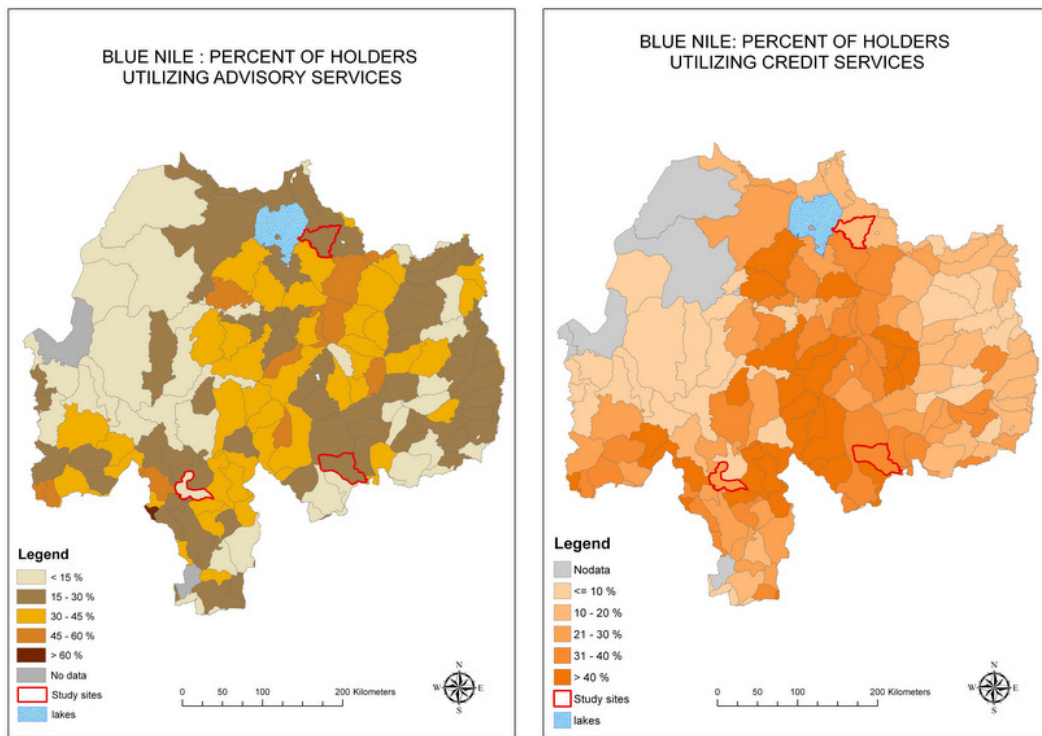 BLUE NILE : PERCENT OF HOLDERS
UTILIZING ADVISORY SERVICES
Legend
< 15 %
15 - 30 %
30 - 45 %
45 - 60 %
> 60 %
No data
Study sites
lakes
0 50 100 200 Kilometers
N
W E
S
BLUE NILE: PERCENT OF HOLDERS
UTILIZING CREDIT SERVICES
Legend
Nodata
<= 10 %
10 - 20 %
21 - 30 %
31 - 40 %
> 40 %
Study sites
lakes
0 50 100 200 Kilometers
N
W E
S